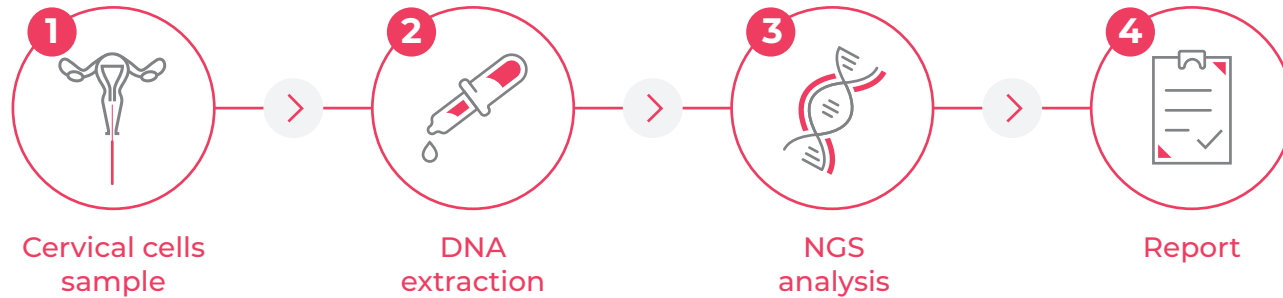 1
2
3
4
Cervical cells
sample
DNA
extraction
NGS
analysis
Report